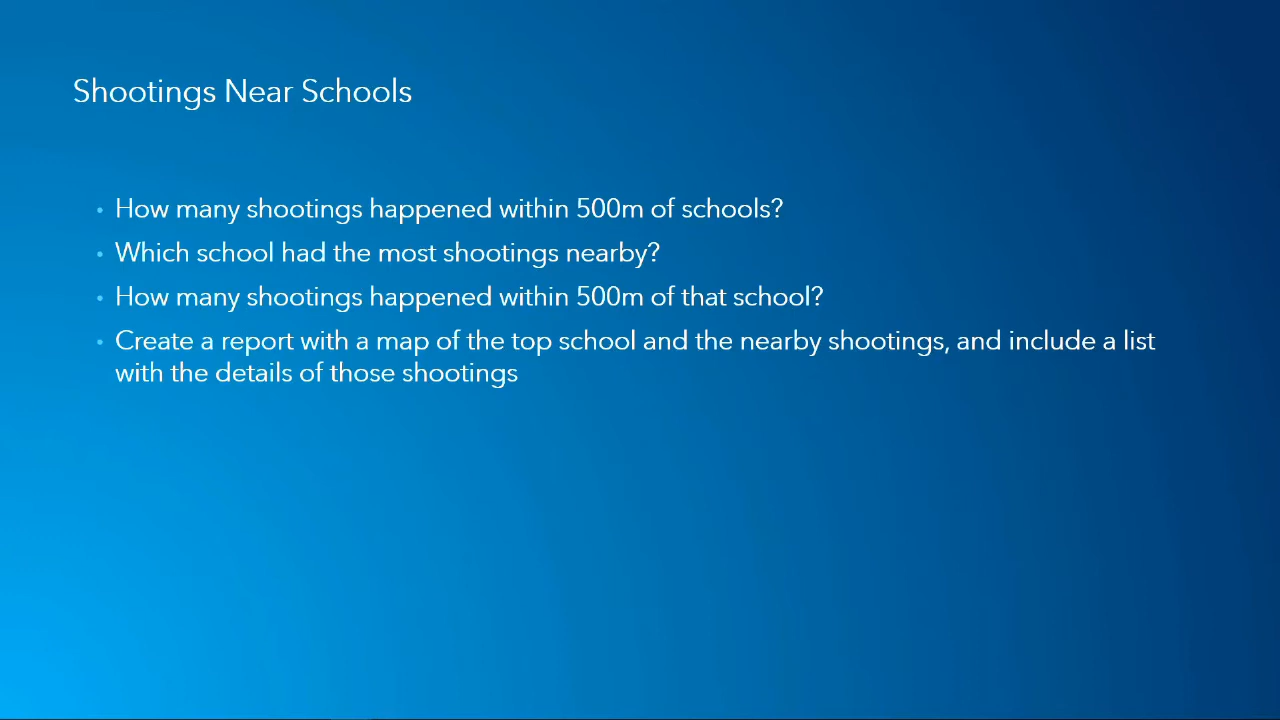 Shootings Near Schools
• How many shootings happened within 500m of schools?
• Which school had the most shootings nearby?
• How many shootings happened within 500m of that school?
• Create a report with a map of the top school and the nearby shootings, and include a list
with the details of those shootings